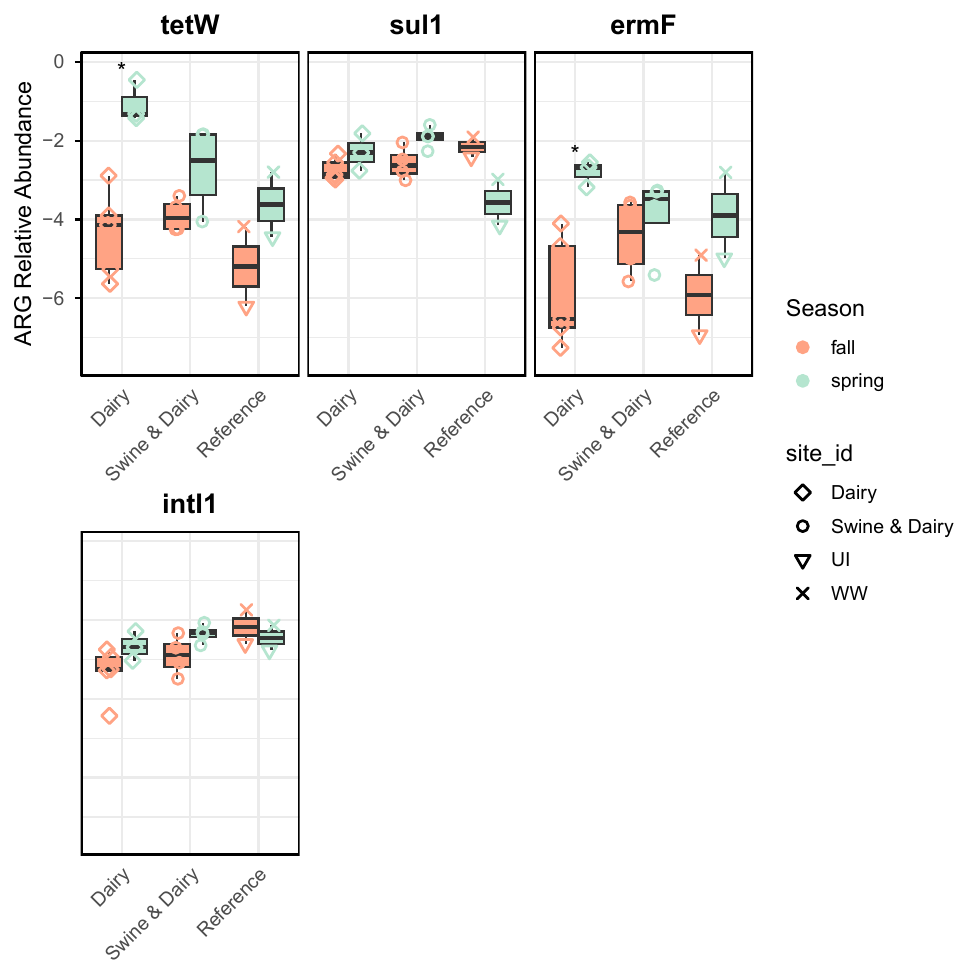 tetW
sul1
ermF
ARG Relative Abundance
0
−2
−4
−6
*
*
Dairy
Swine & Dairy
Reference
Dairy
Swine & Dairy
Reference
Dairy
Swine & Dairy
Reference
Season
fall
spring
site_id
Dairy
Swine & Dairy
UI
WW
intI1
Dairy
Swine & Dairy
Reference